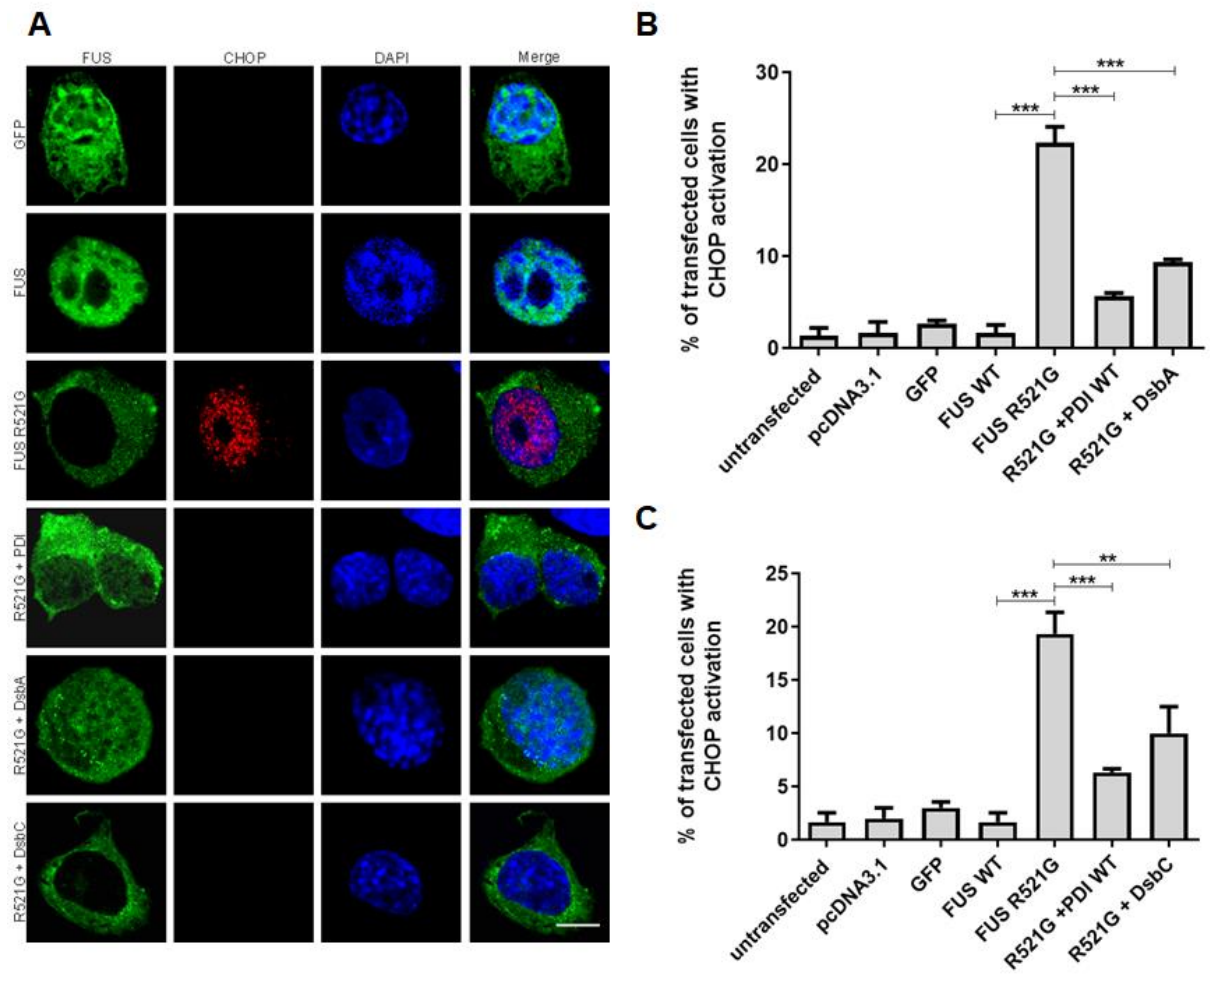 A
FUS CHOP DAPI Merge
GFP
FUS
FUS R521G
R521G + PDI
R521G + DsbA
R521G + DsbC
B
% of transfected cells with
CHOP activation
30
20
10
0
***
***
***
untransfected
pcDNA3.1
GFP
FUS WT
FUS R521G
R521G +PDI WT
R521G + DsbA
C
% of transfected cells with
CHOP activation
25
20
15
10
5
0
**
***
***
untransfected
pcDNA3.1
GFP
FUS WT
FUS R521G
R521G +PDI WT
R521G + DsbC